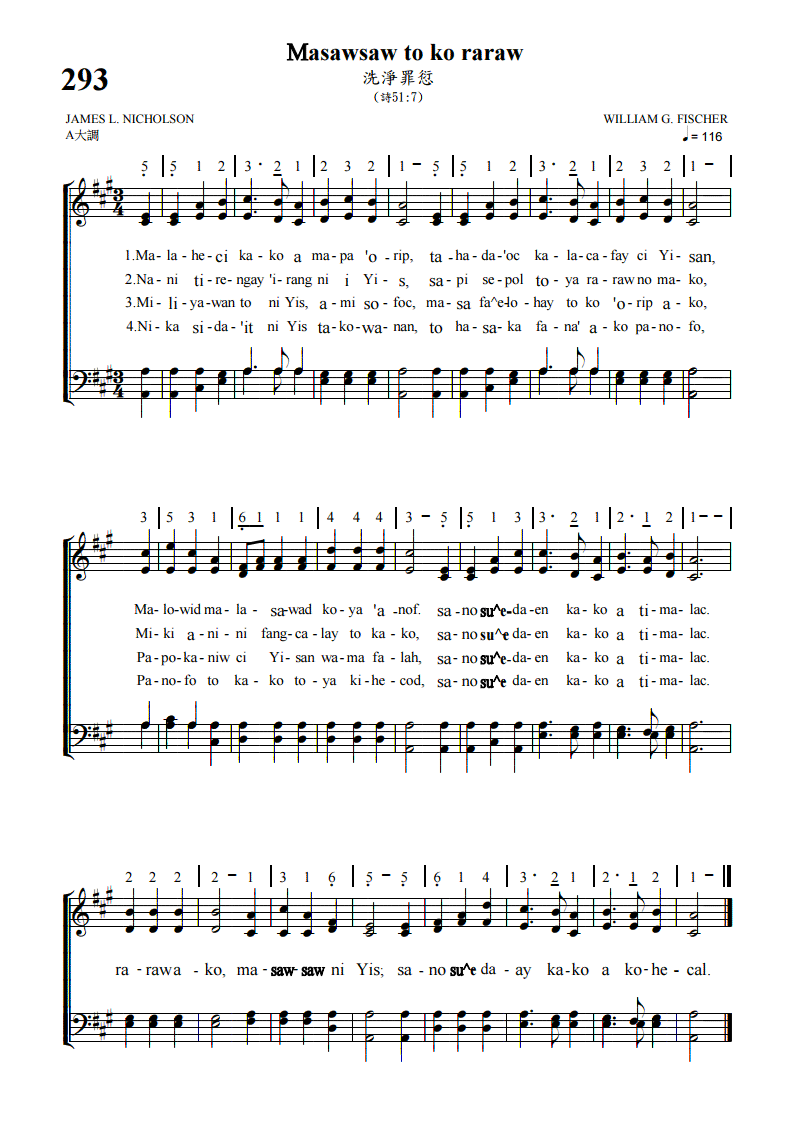 Masawsaw to ko raraw
293
洗淨罪愆
(詩51:7)
JAMES L. NICHOLSON
WILLIAM G. FISCHER
A大調
♩= 116
5̣ | 5̣ 1 2 | 3 · 2 1 | 2 3 2 | 1 – 5̣ | 5̣ 1 2 | 3 · 2 1 | 2 3 2 | 1 – |
3/4
1.Ma- la- he- ci ka- ko a ma- pa 'o- rip, ta- ha- da-'oc ka- la- ca- fay ci Yi- san,
2.Na- ni ti- re- ngay 'i- rang ni i Yi- s, sa- pi se- pol to- ya ra- raw no ma- ko,
3.Mi- li- ya- wan to ni Yis, a- mi so- foc, ma- sa fa^e-lo- hay to ko 'o- rip a- ko,
4.Ni- ka si- da- 'it ni Yis ta- ko- wa- nan, to ha- sa- ka fa- na' a- ko pa- no- fo,
3/4
3 | 5 3 1 | 6̣ 1 1 1 | 4 4 4 | 3 – 5̣ | 5̣ 1 3 | 3 · 2 1 | 2 · 1 2 | 1 – – |
Ma- lo- wid ma- la- sa- wad ko- ya 'a- nof. sa- no su^e- da- en ka- ko a ti- ma- lac.
Mi- ki a- ni- ni fang- ca- lay to ka- ko, sa- no su^e da- en ka- ko a ti- ma- lac.
Pa- po- ka- niw ci Yi- san wa- ma fa- lah, sa- no su^e da- en ka- ko a ti- ma- lac.
Pa- no- fo to ka- ko to- ya ki- he- cod, sa- no su^e da- en ka- ko a ti- ma- lac.
2 2 2 | 2 – 1 | 3 1 6̣ | 5̣ – 5̣ | 6̣ 1 4 | 3 · 2 1 | 2 · 1 2 | 1 – ‖
ra- raw a - ko, ma- saw- saw ni Yis; sa- no su^e da- ay ka- ko a ko- he- cal.